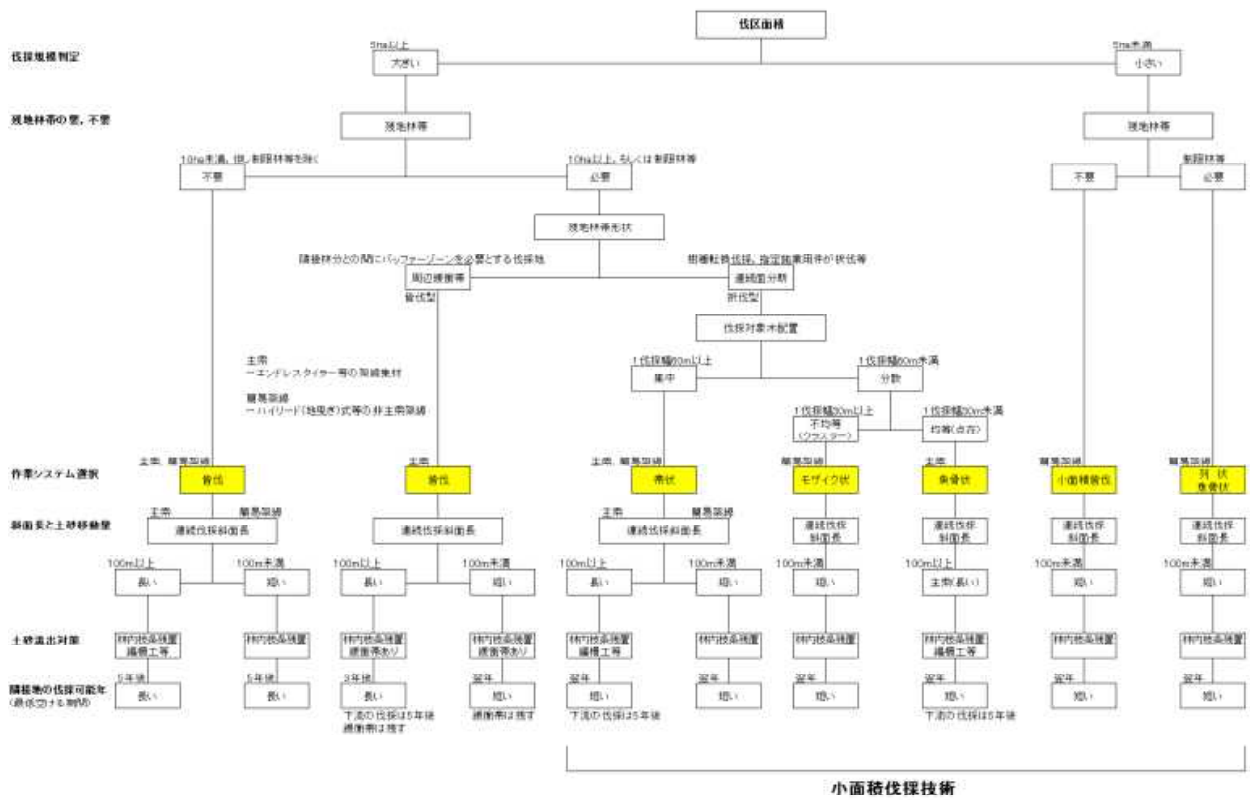 伐区面積
5ha以上
5ha未満
伐採規模判定
大きい
小さい
残地林帯の要，不要
残地林帯
残地林帯
10ha未満，但し制限林等を除く
10ha以上，もしくは制限林等
制限林等
不要
必要
不要
必要
残地林帯形状
隣接林分との間にバッファーゾーンを必要とする伐採地
樹種転換伐採，指定施業用件が択伐等
周辺緩衝帯
連続面分断
皆伐型
択伐型
伐採対象木配置
主索
－エンドレスタイラー等の架線集材
簡易架線
－ハイリード(地曳き)式等の非主索架線
1伐採幅60m以上
1伐採幅60m未満
集中
分散
1伐採幅30m以上
1伐採幅30m未満
不均等
(クラスター)
均等(点在)
作業システム選択
主索，簡易架線
主索
主索，簡易架線
簡易架線
主索
簡易架線
簡易架線
皆伐
皆伐
帯状
モザイク状
魚骨状
小面積皆伐
列状
魚骨状
斜面長と土砂移動量
主索 簡易架線
主索 簡易架線
連続伐採斜面長
連続伐採斜面長
連続伐採斜面長
連続伐採
斜面長
連続伐採
斜面長
連続伐採
斜面長
連続伐採
斜面長
100m以上
100m未満
100m以上
100m未満
100m以上
100m未満
100m未満
100m以上
100m未満
100m未満
長い
短い
長い
短い
長い
短い
短い
主索(長い)
短い
短い
土砂流出対策
林内枝条残置
編柵工等
林内枝条残置
林内枝条残置
緩衝帯あり
林内枝条残置
緩衝帯あり
林内枝条残置
編柵工等
林内枝条残置
林内枝条残置
林内枝条残置
編柵工等
林内枝条残置
林内枝条残置
隣接地の伐採可能年
(最低空ける期間)
5年後
5年後
3年後
翌年
翌年
翌年
翌年
翌年
翌年
翌年
長い
長い
長い
短い
短い
短い
短い
短い
短い
短い
下流の伐採は5年後
緩衝帯は残す
緩衝帯は残す
下流の伐採は5年後
下流の伐採は5年後
小面積伐採技術